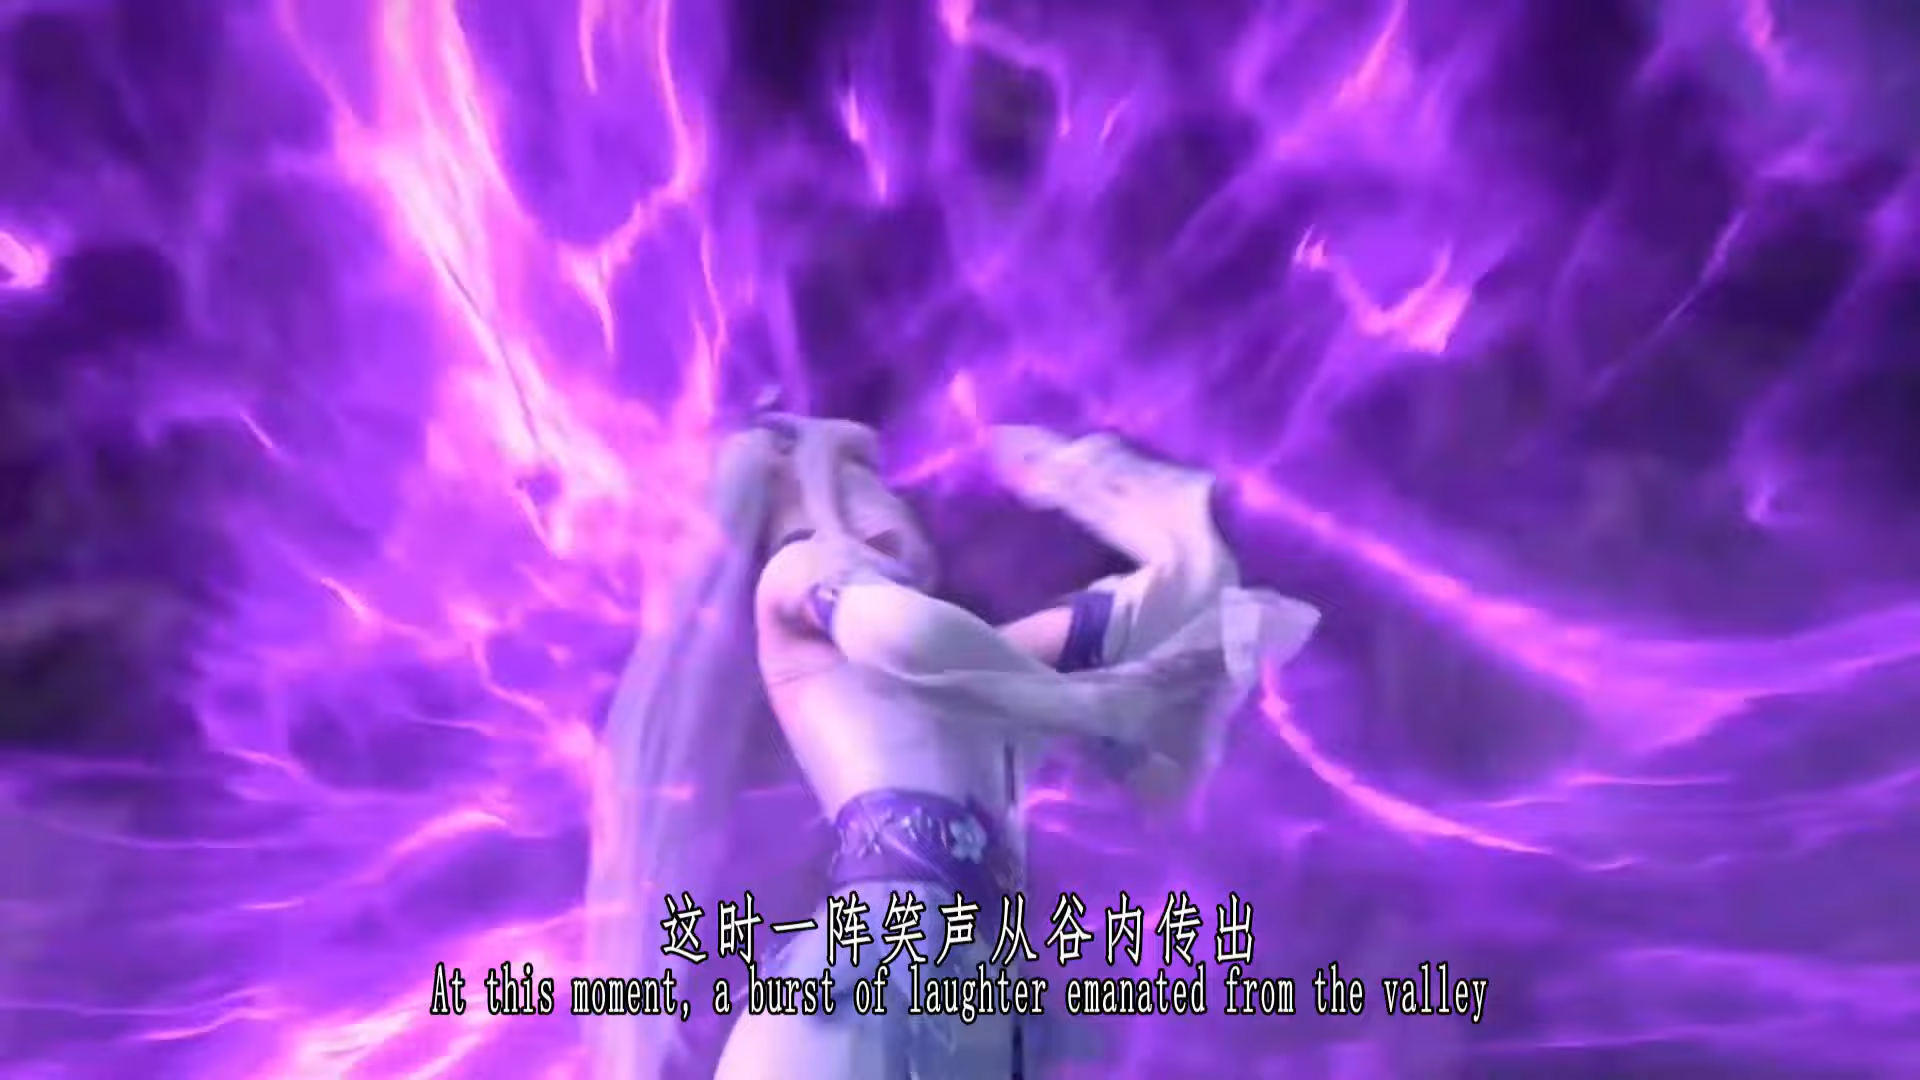 这时一阵笑声从谷内传出
At this moment, a burst of laughter emanated from the valley